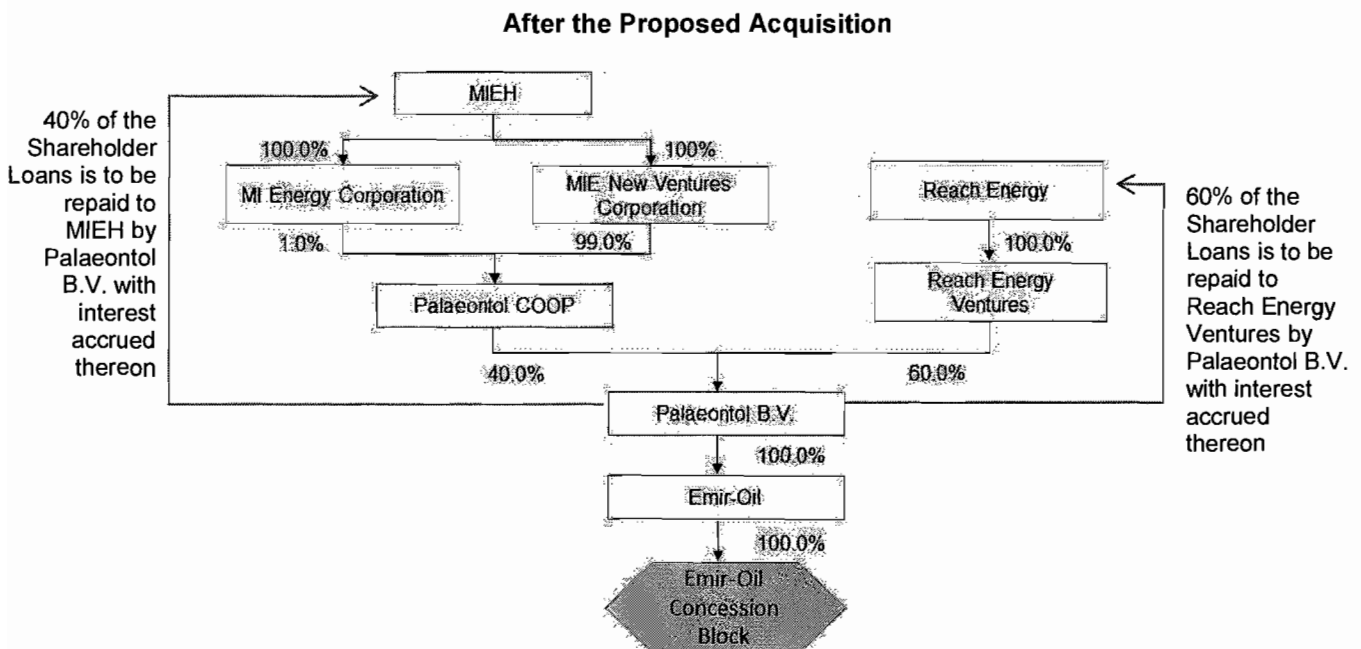 After the Proposed Acquisition
40% of the
Shareholder
Loans is to be
repaid to
MIEH by
Palaeontol
B.V. with
interest
accrued
thereon
MIEH
100.0%
100%
MI Energy Corporation
MIE New Ventures
Corporation
Reach Energy
1.0%
99.0%
100.0%
Palaeontol COOP
Reach Energy
Ventures
40.0%
60.0%
Palaeontol B.V.
100.0%
Emir-Oil
100.0%
Emir-Oil
Concession
Block
60% of the
Shareholder
Loans is to be
repaid to
Reach Energy
Ventures by
Palaeontol B.V.
with interest
accrued
thereon